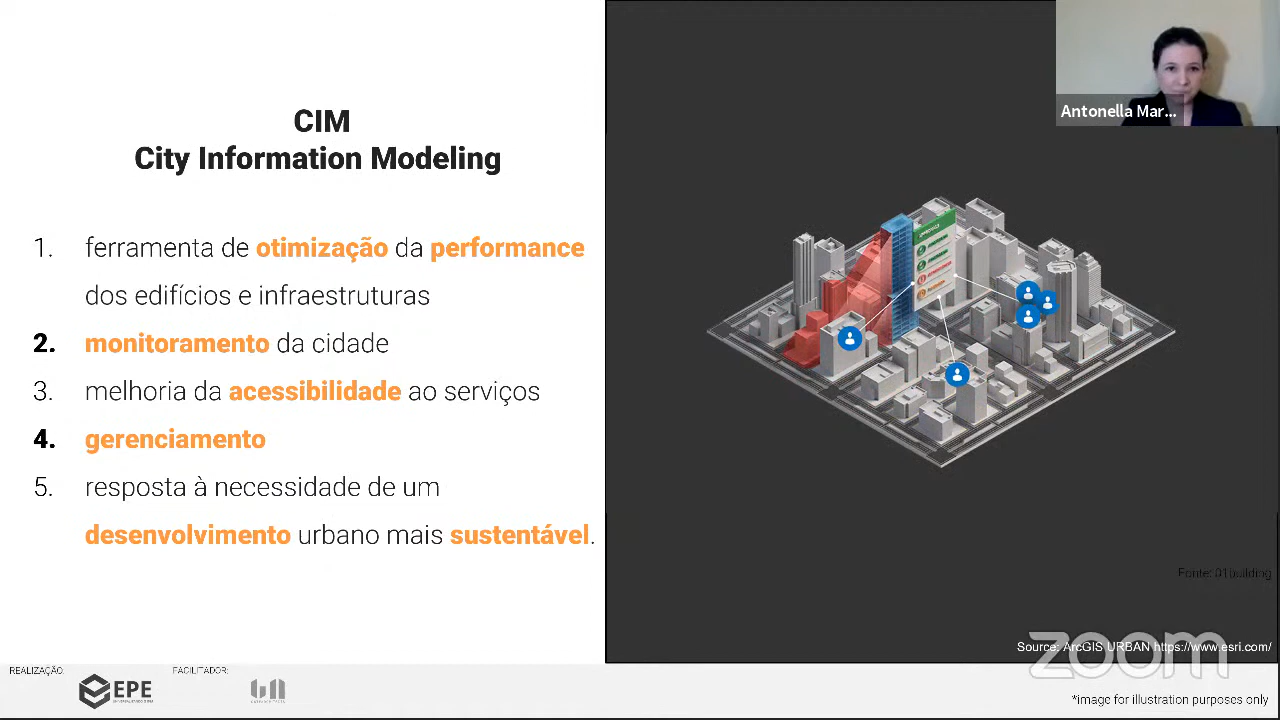 CIM
City Information Modeling
1. ferramenta de otimização da performance
dos edifícios e infraestruturas
2. monitoramento da cidade
3. melhoria da acessibilidade ao serviços
4. gerenciamento
5. resposta à necessidade de um
desenvolvimento urbano mais sustentável.
Antonella Mar...
Fonte: 01building
zoom
Source: ArcGIS URBAN https://www.esri.com/
REALIZAÇÃO
EPE
FACILITADOR:
*image for illustration purposes only